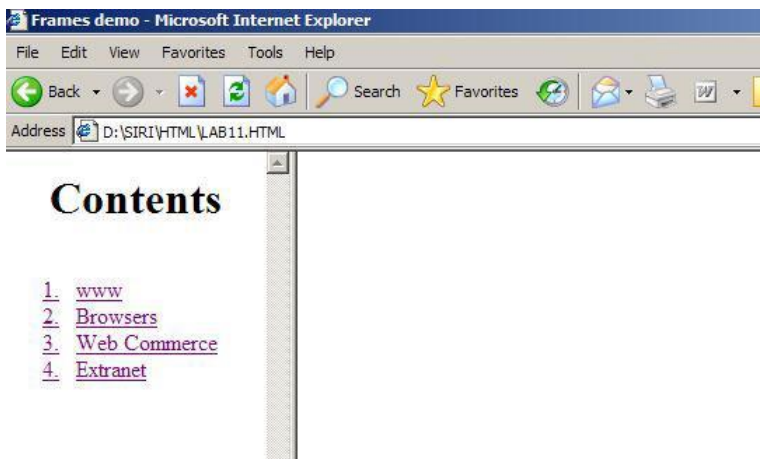 Frames demo - Microsoft Internet Explorer
File Edit View Favorites Tools Help
Back Search Favorites W
Address D:\SIRI\HTML\LAB11.HTML
Contents
1. www
2. Browsers
3. Web Commerce
4. Extranet